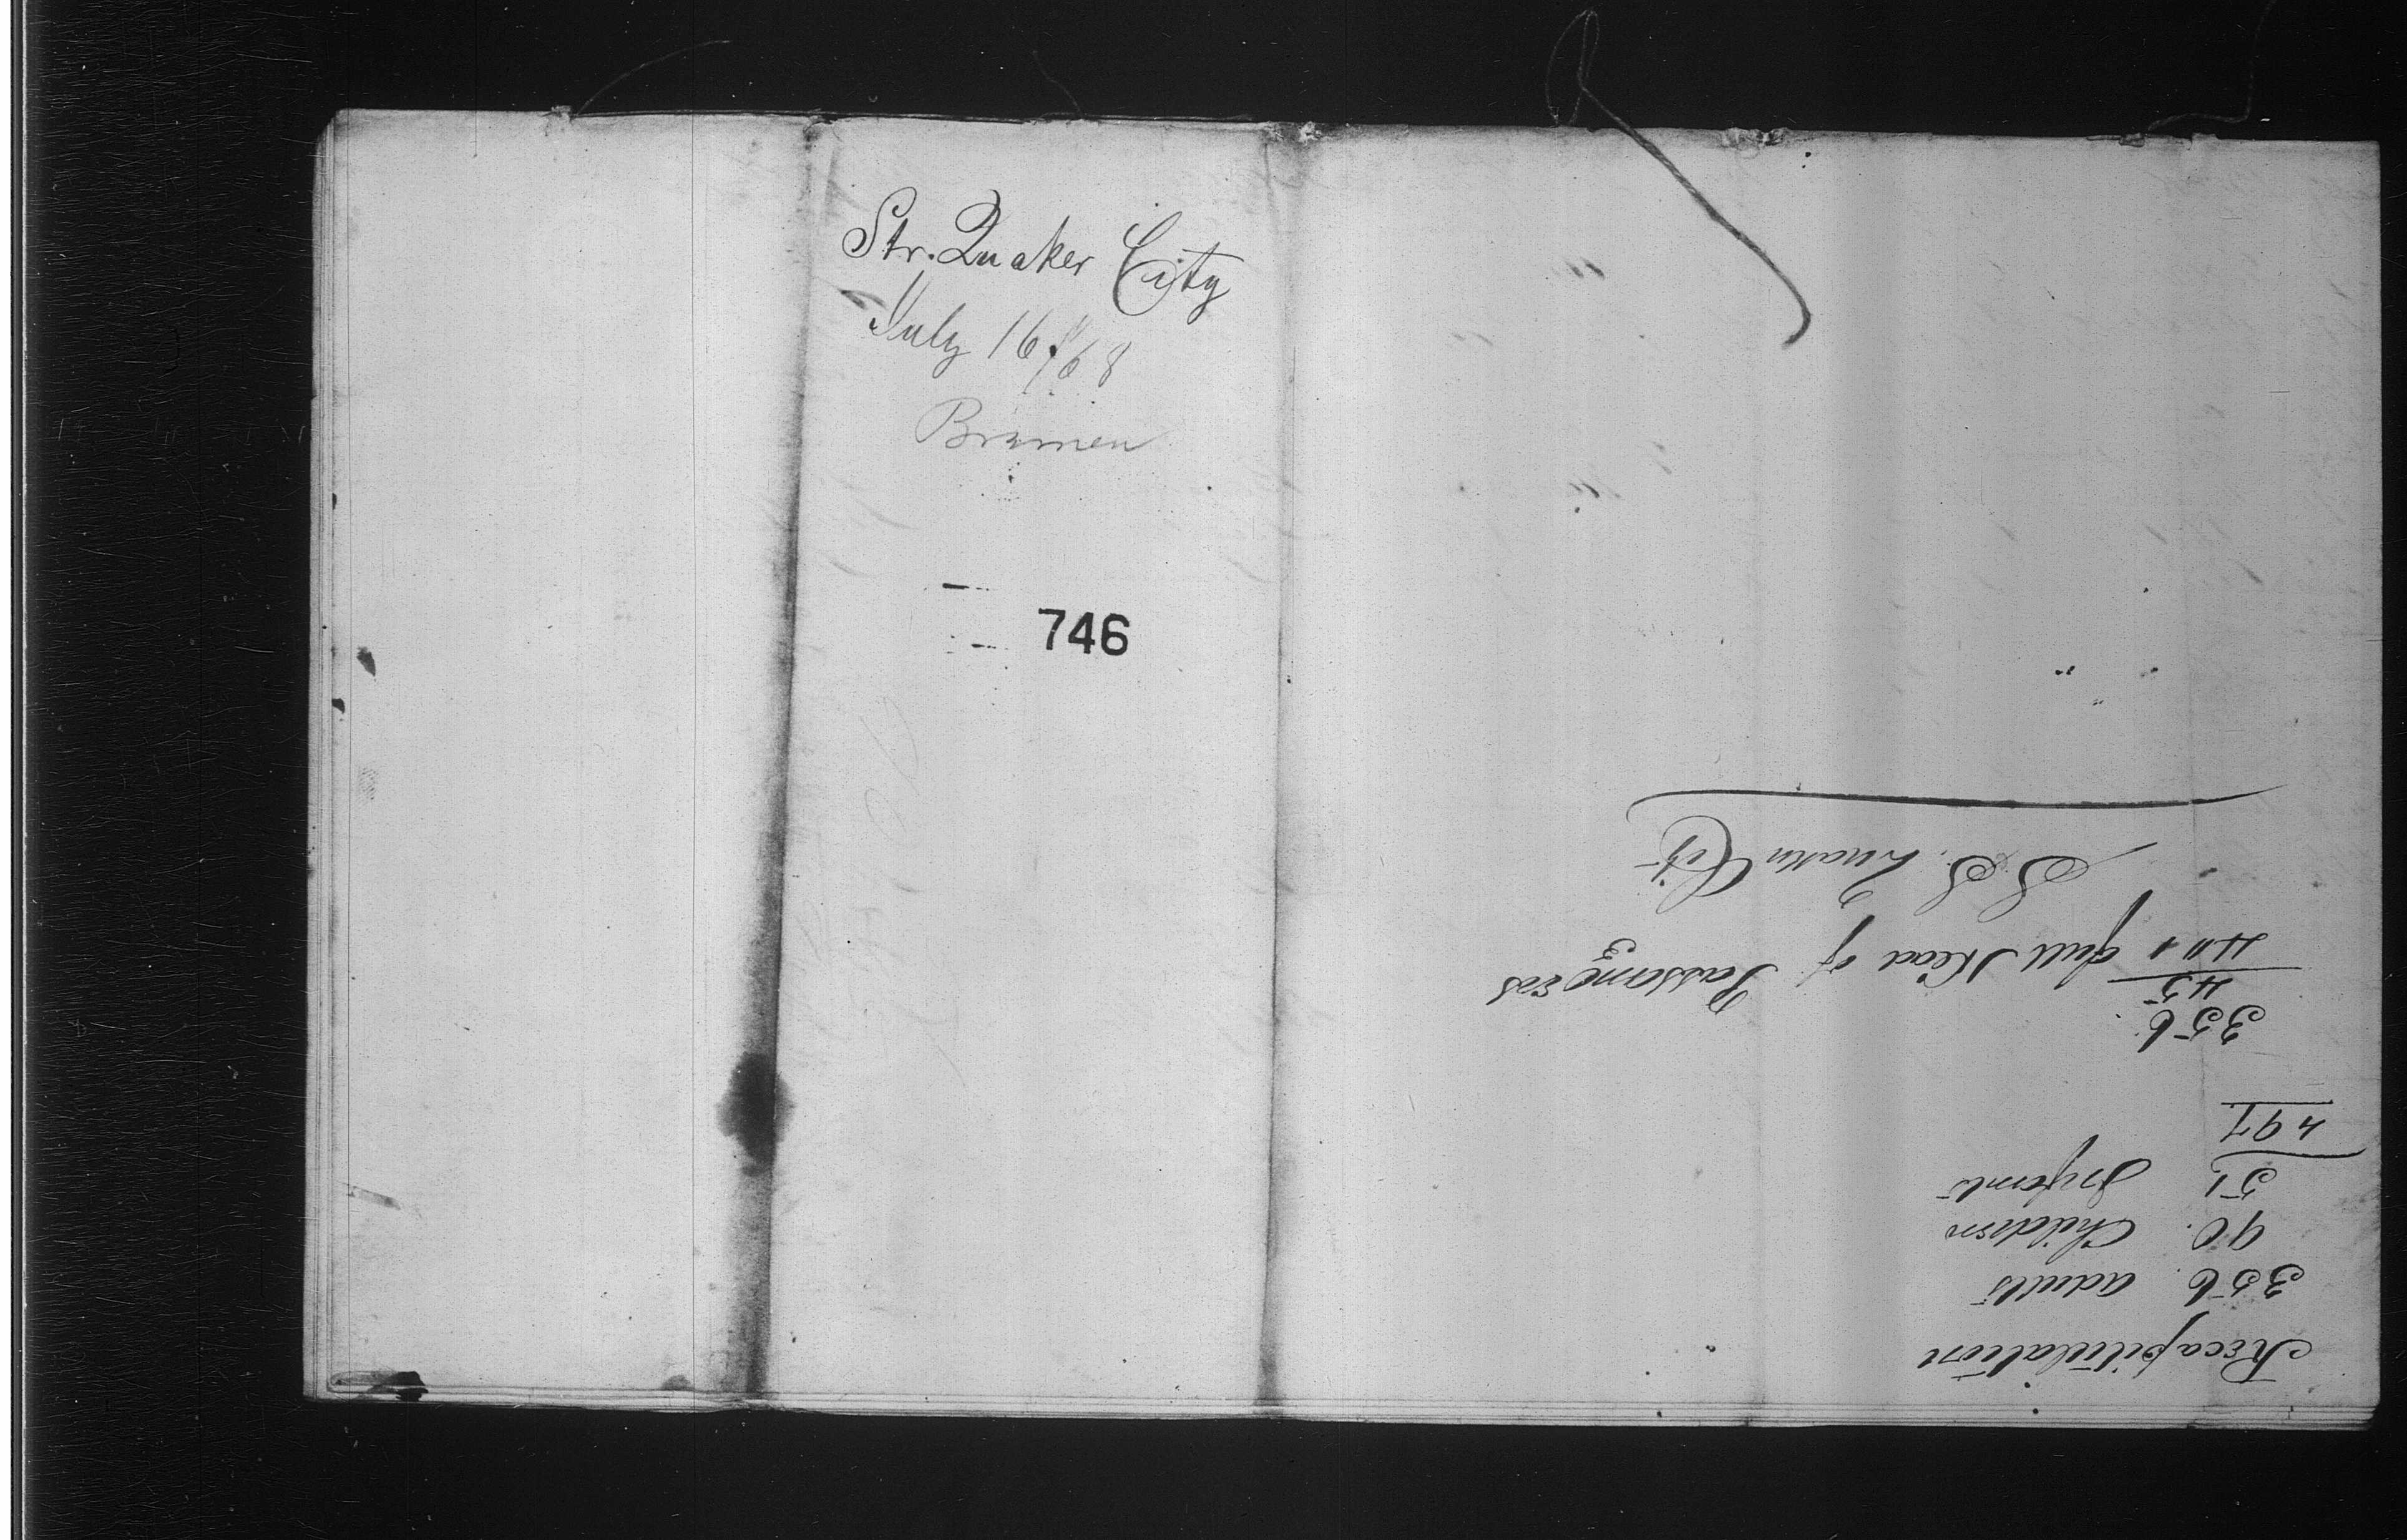 Str. Quaker City
July 16th/68
Bremen
746
Recapitulation
356 adults
90. Children
51 Infants
497
356
45
401 full Head of Passengers
S.S. Quaker City